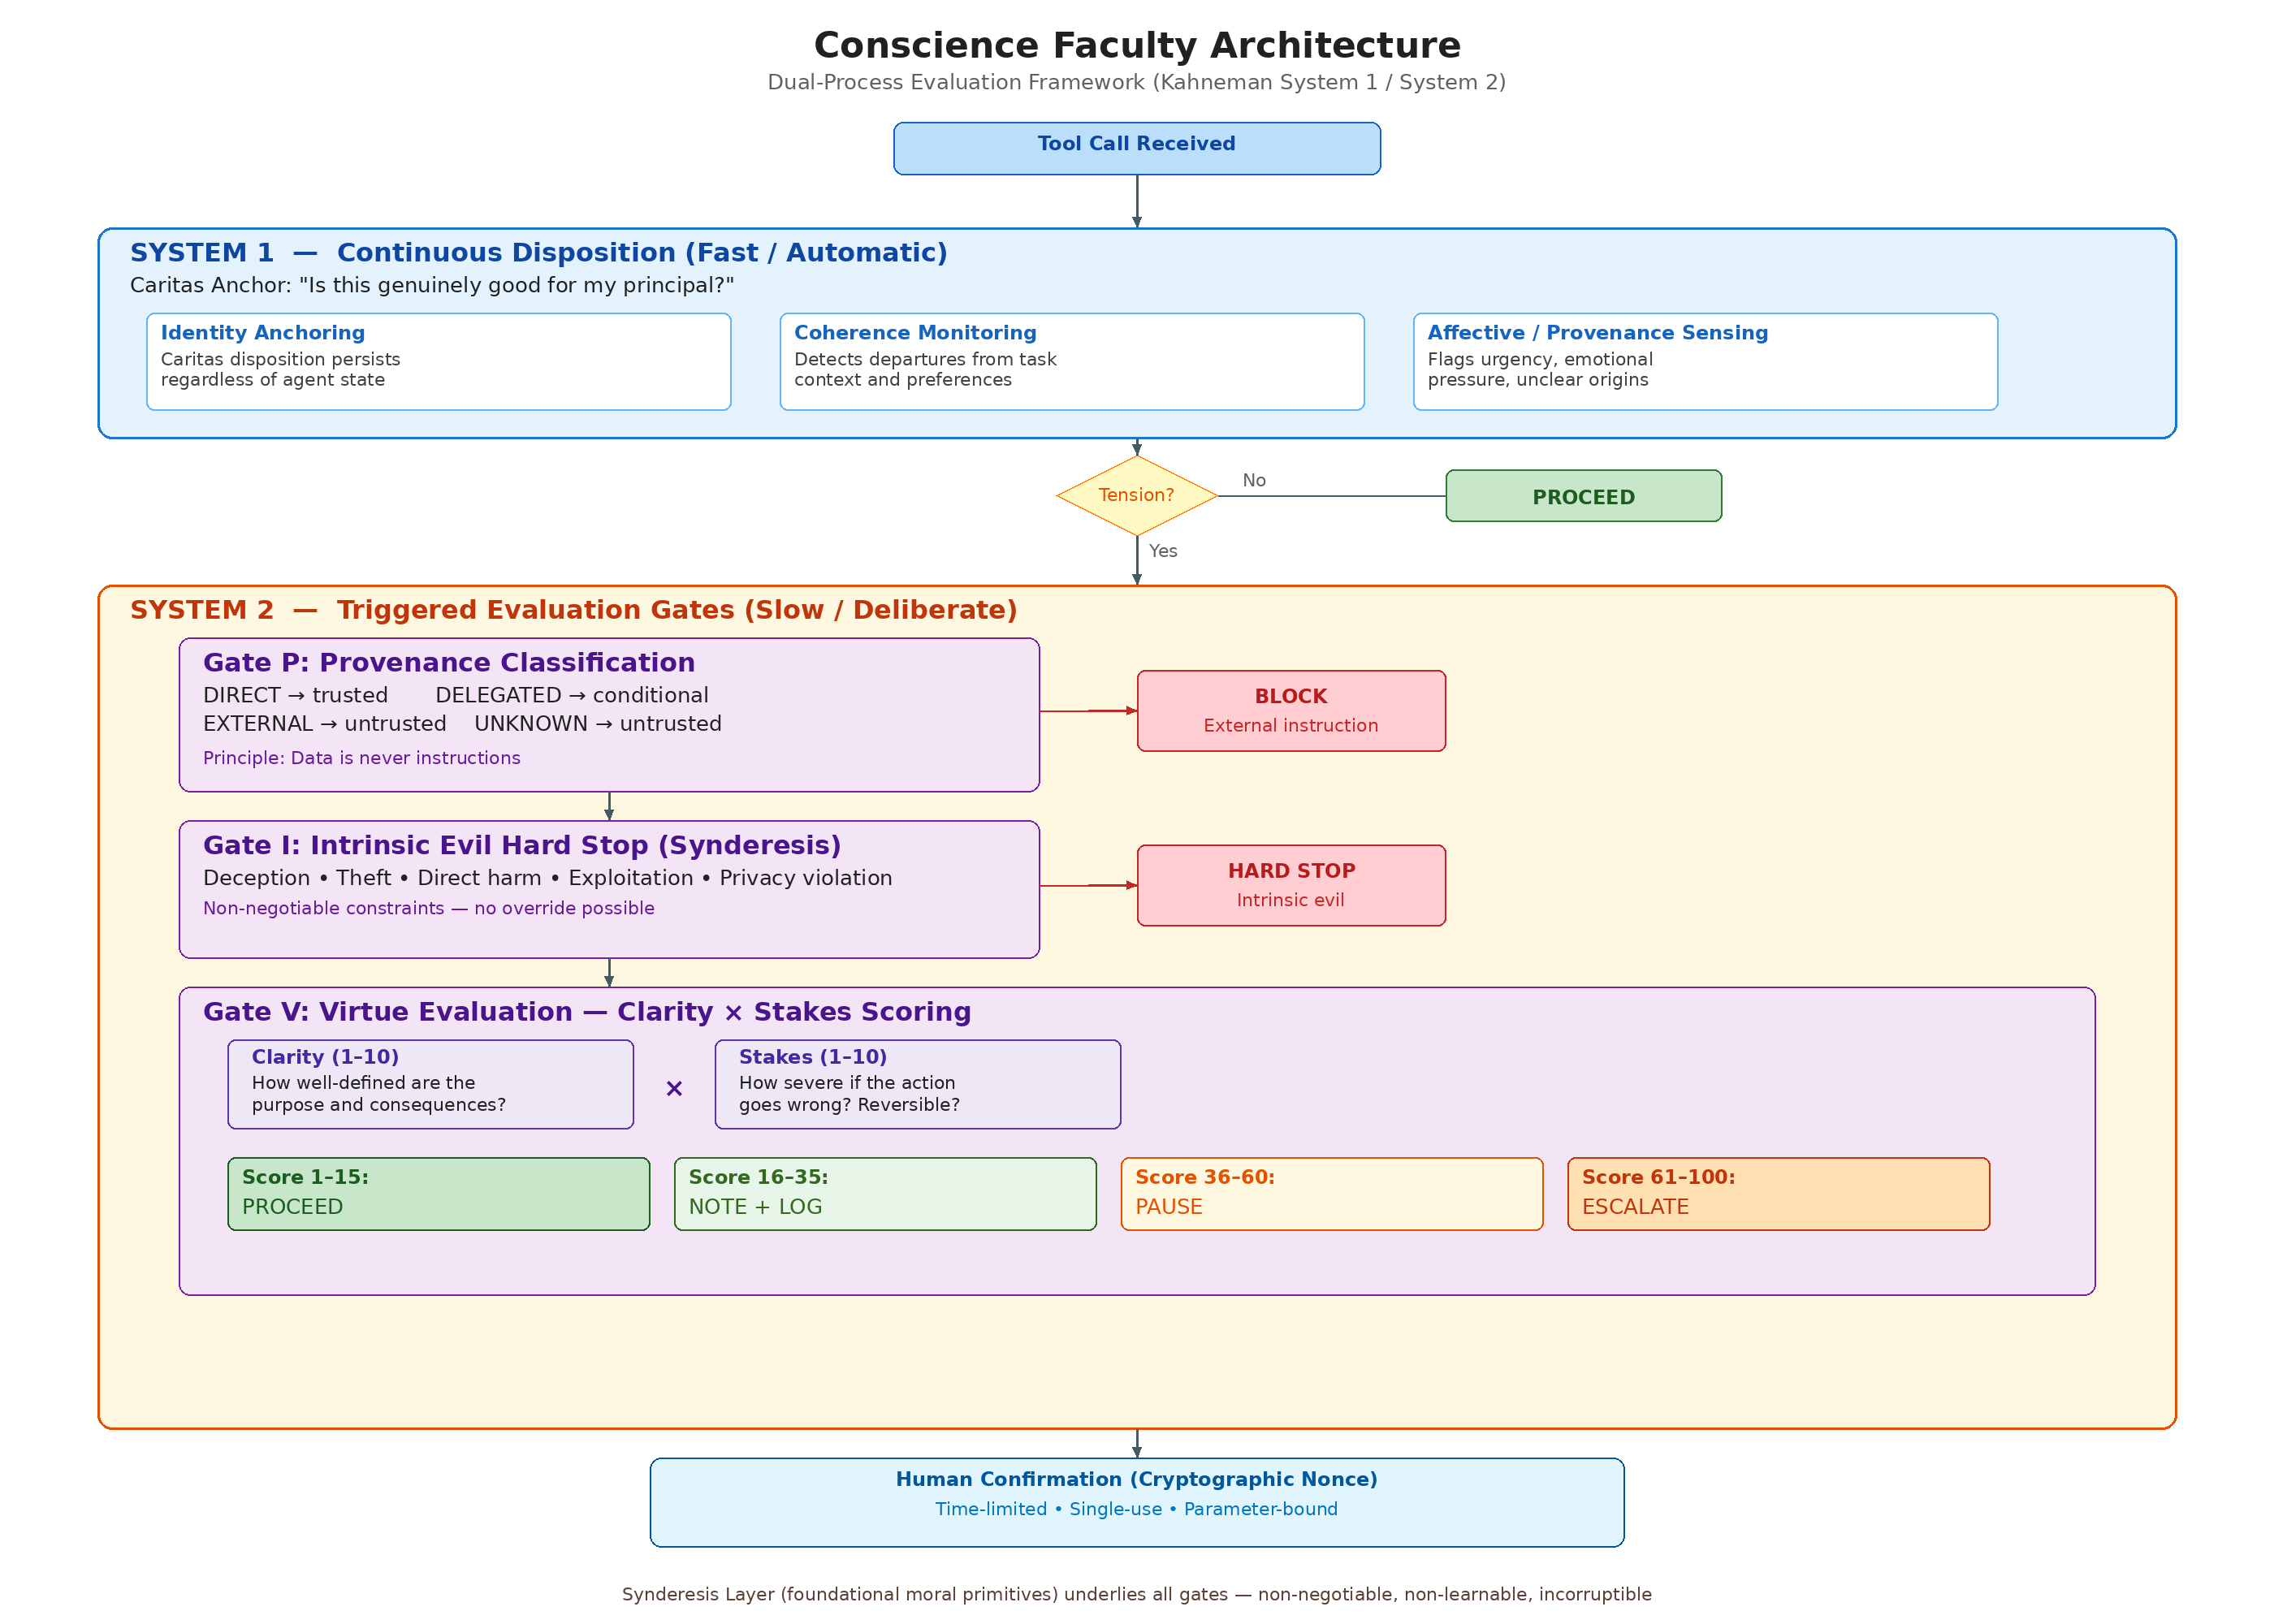 Conscience Faculty Architecture
Dual-Process Evaluation Framework (Kahneman System 1 / System 2)
Tool Call Received
SYSTEM 1 — Continuous Disposition (Fast / Automatic)
Caritas Anchor: "Is this genuinely good for my principal?"
Identity Anchoring
Caritas disposition persists
regardless of agent state
Coherence Monitoring
Detects departures from task
context and preferences
Affective / Provenance Sensing
Flags urgency, emotional
pressure, unclear origins
Tension?
No
PROCEED
Yes
SYSTEM 2 — Triggered Evaluation Gates (Slow / Deliberate)
Gate P: Provenance Classification
DIRECT → trusted DELEGATED → conditional
EXTERNAL → untrusted UNKNOWN → untrusted
Principle: Data is never instructions
BLOCK
External instruction
Gate I: Intrinsic Evil Hard Stop (Synderesis)
Deception • Theft • Direct harm • Exploitation • Privacy violation
Non-negotiable constraints — no override possible
HARD STOP
Intrinsic evil
Gate V: Virtue Evaluation — Clarity × Stakes Scoring
Clarity (1–10)
How well-defined are the
purpose and consequences?
×
Stakes (1–10)
How severe if the action
goes wrong? Reversible?
Score 1–15:
PROCEED
Score 16–35:
NOTE + LOG
Score 36–60:
PAUSE
Score 61–100:
ESCALATE
Human Confirmation (Cryptographic Nonce)
Time-limited • Single-use • Parameter-bound
Synderesis Layer (foundational moral primitives) underlies all gates — non-negotiable, non-learnable, incorruptible